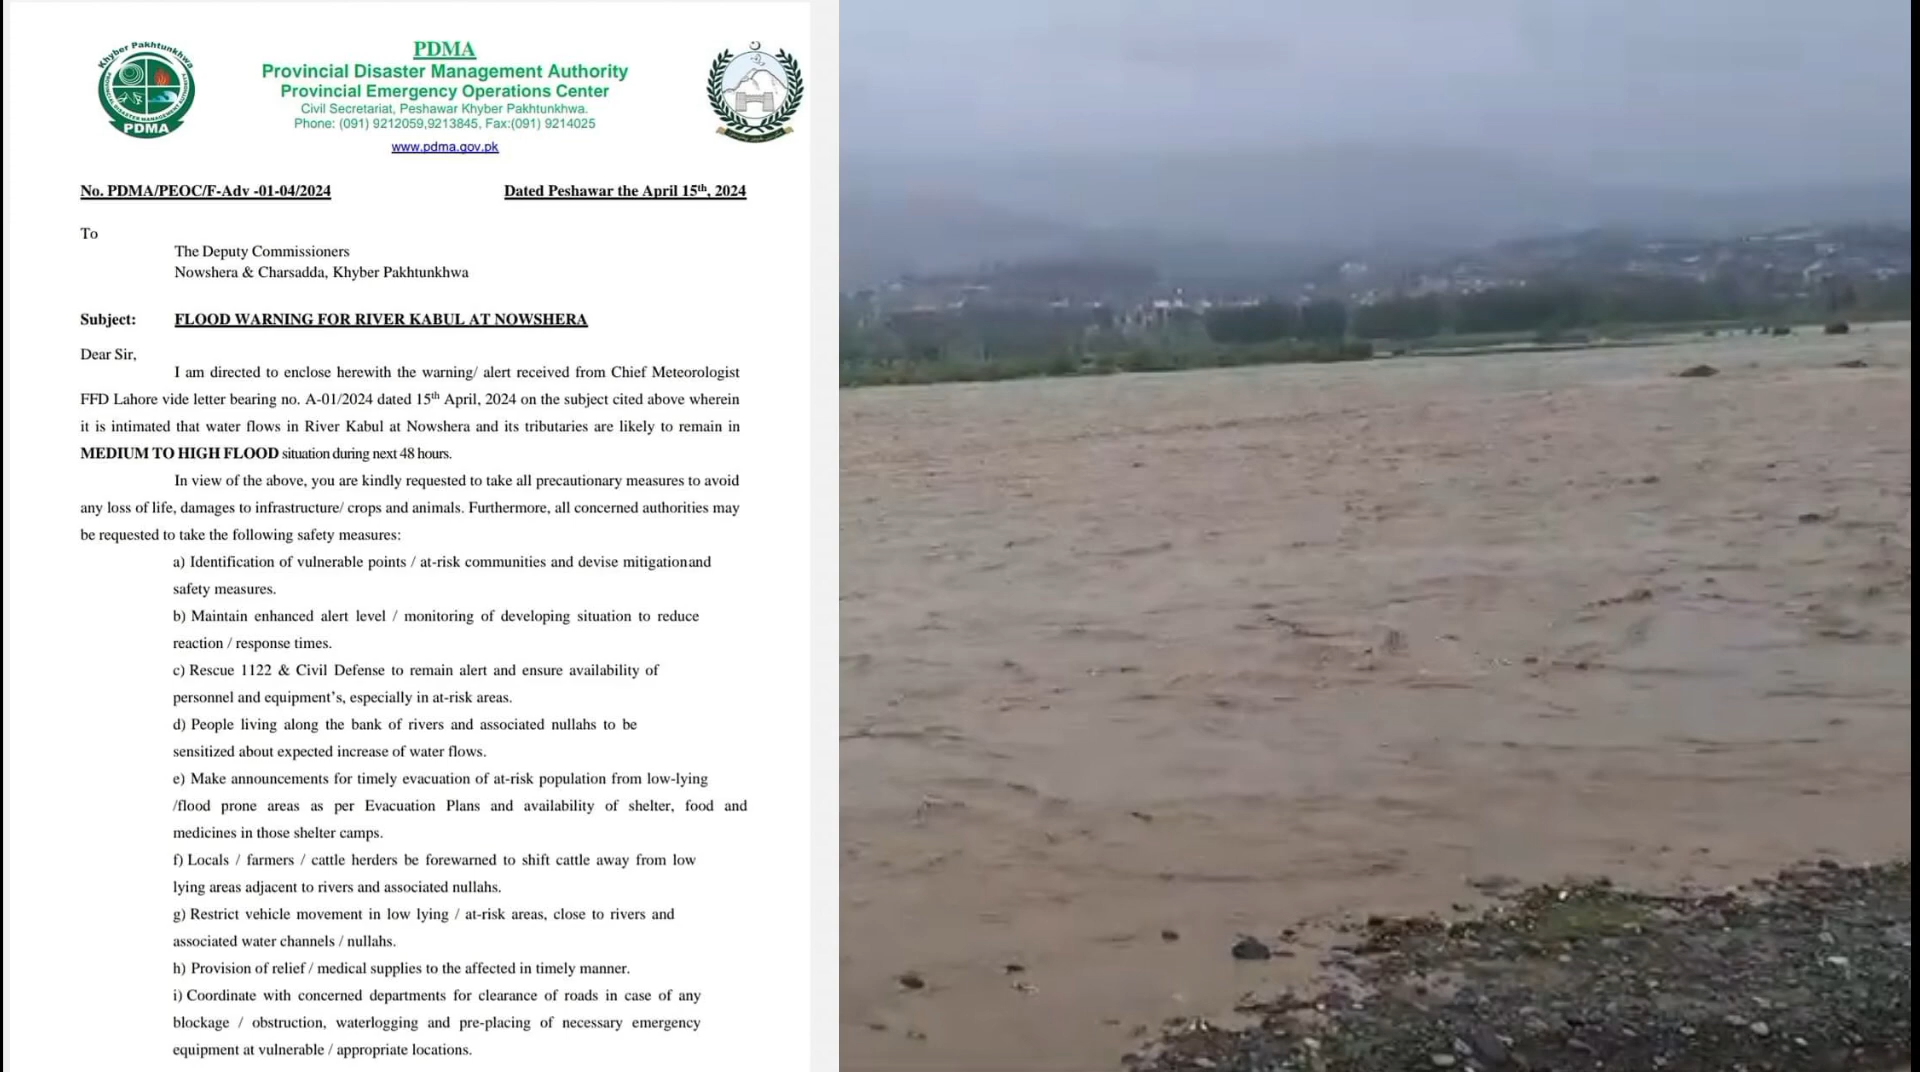 Khyber Pakhtunkhwa
PDMA
PDMA
Provincial Disaster Management Authority
Provincial Emergency Operations Center
Civil Secretariat, Peshawar Khyber Pakhtunkhwa.
Phone: (091) 9212059,9213845, Fax:(091) 9214025
www.pdma.gov.pk
No. PDMA/PEOC/F-Adv -01-04/2024 Dated Peshawar the April 15th, 2024
To
The Deputy Commissioners
Nowshera & Charsadda, Khyber Pakhtunkhwa
Subject: FLOOD WARNING FOR RIVER KABUL AT NOWSHERA
Dear Sir,
I am directed to enclose herewith the warning/ alert received from Chief Meteorologist
FFD Lahore vide letter bearing no. A-01/2024 dated 15th April, 2024 on the subject cited above wherein
it is intimated that water flows in River Kabul at Nowshera and its tributaries are likely to remain in
MEDIUM TO HIGH FLOOD situation during next 48 hours.
In view of the above, you are kindly requested to take all precautionary measures to avoid
any loss of life, damages to infrastructure/ crops and animals. Furthermore, all concerned authorities may
be requested to take the following safety measures:
a) Identification of vulnerable points / at-risk communities and devise mitigationand
safety measures.
b) Maintain enhanced alert level / monitoring of developing situation to reduce
reaction / response times.
c) Rescue 1122 & Civil Defense to remain alert and ensure availability of
personnel and equipment's, especially in at-risk areas.
d) People living along the bank of rivers and associated nullahs to be
sensitized about expected increase of water flows.
e) Make announcements for timely evacuation of at-risk population from low-lying
/flood prone areas as per Evacuation Plans and availability of shelter, food and
medicines in those shelter camps.
f) Locals / farmers / cattle herders be forewarned to shift cattle away from low
lying areas adjacent to rivers and associated nullahs.
g) Restrict vehicle movement in low lying / at-risk areas, close to rivers and
associated water channels / nullahs.
h) Provision of relief / medical supplies to the affected in timely manner.
i) Coordinate with concerned departments for clearance of roads in case of any
blockage / obstruction, waterlogging and pre-placing of necessary emergency
equipment at vulnerable / appropriate locations.